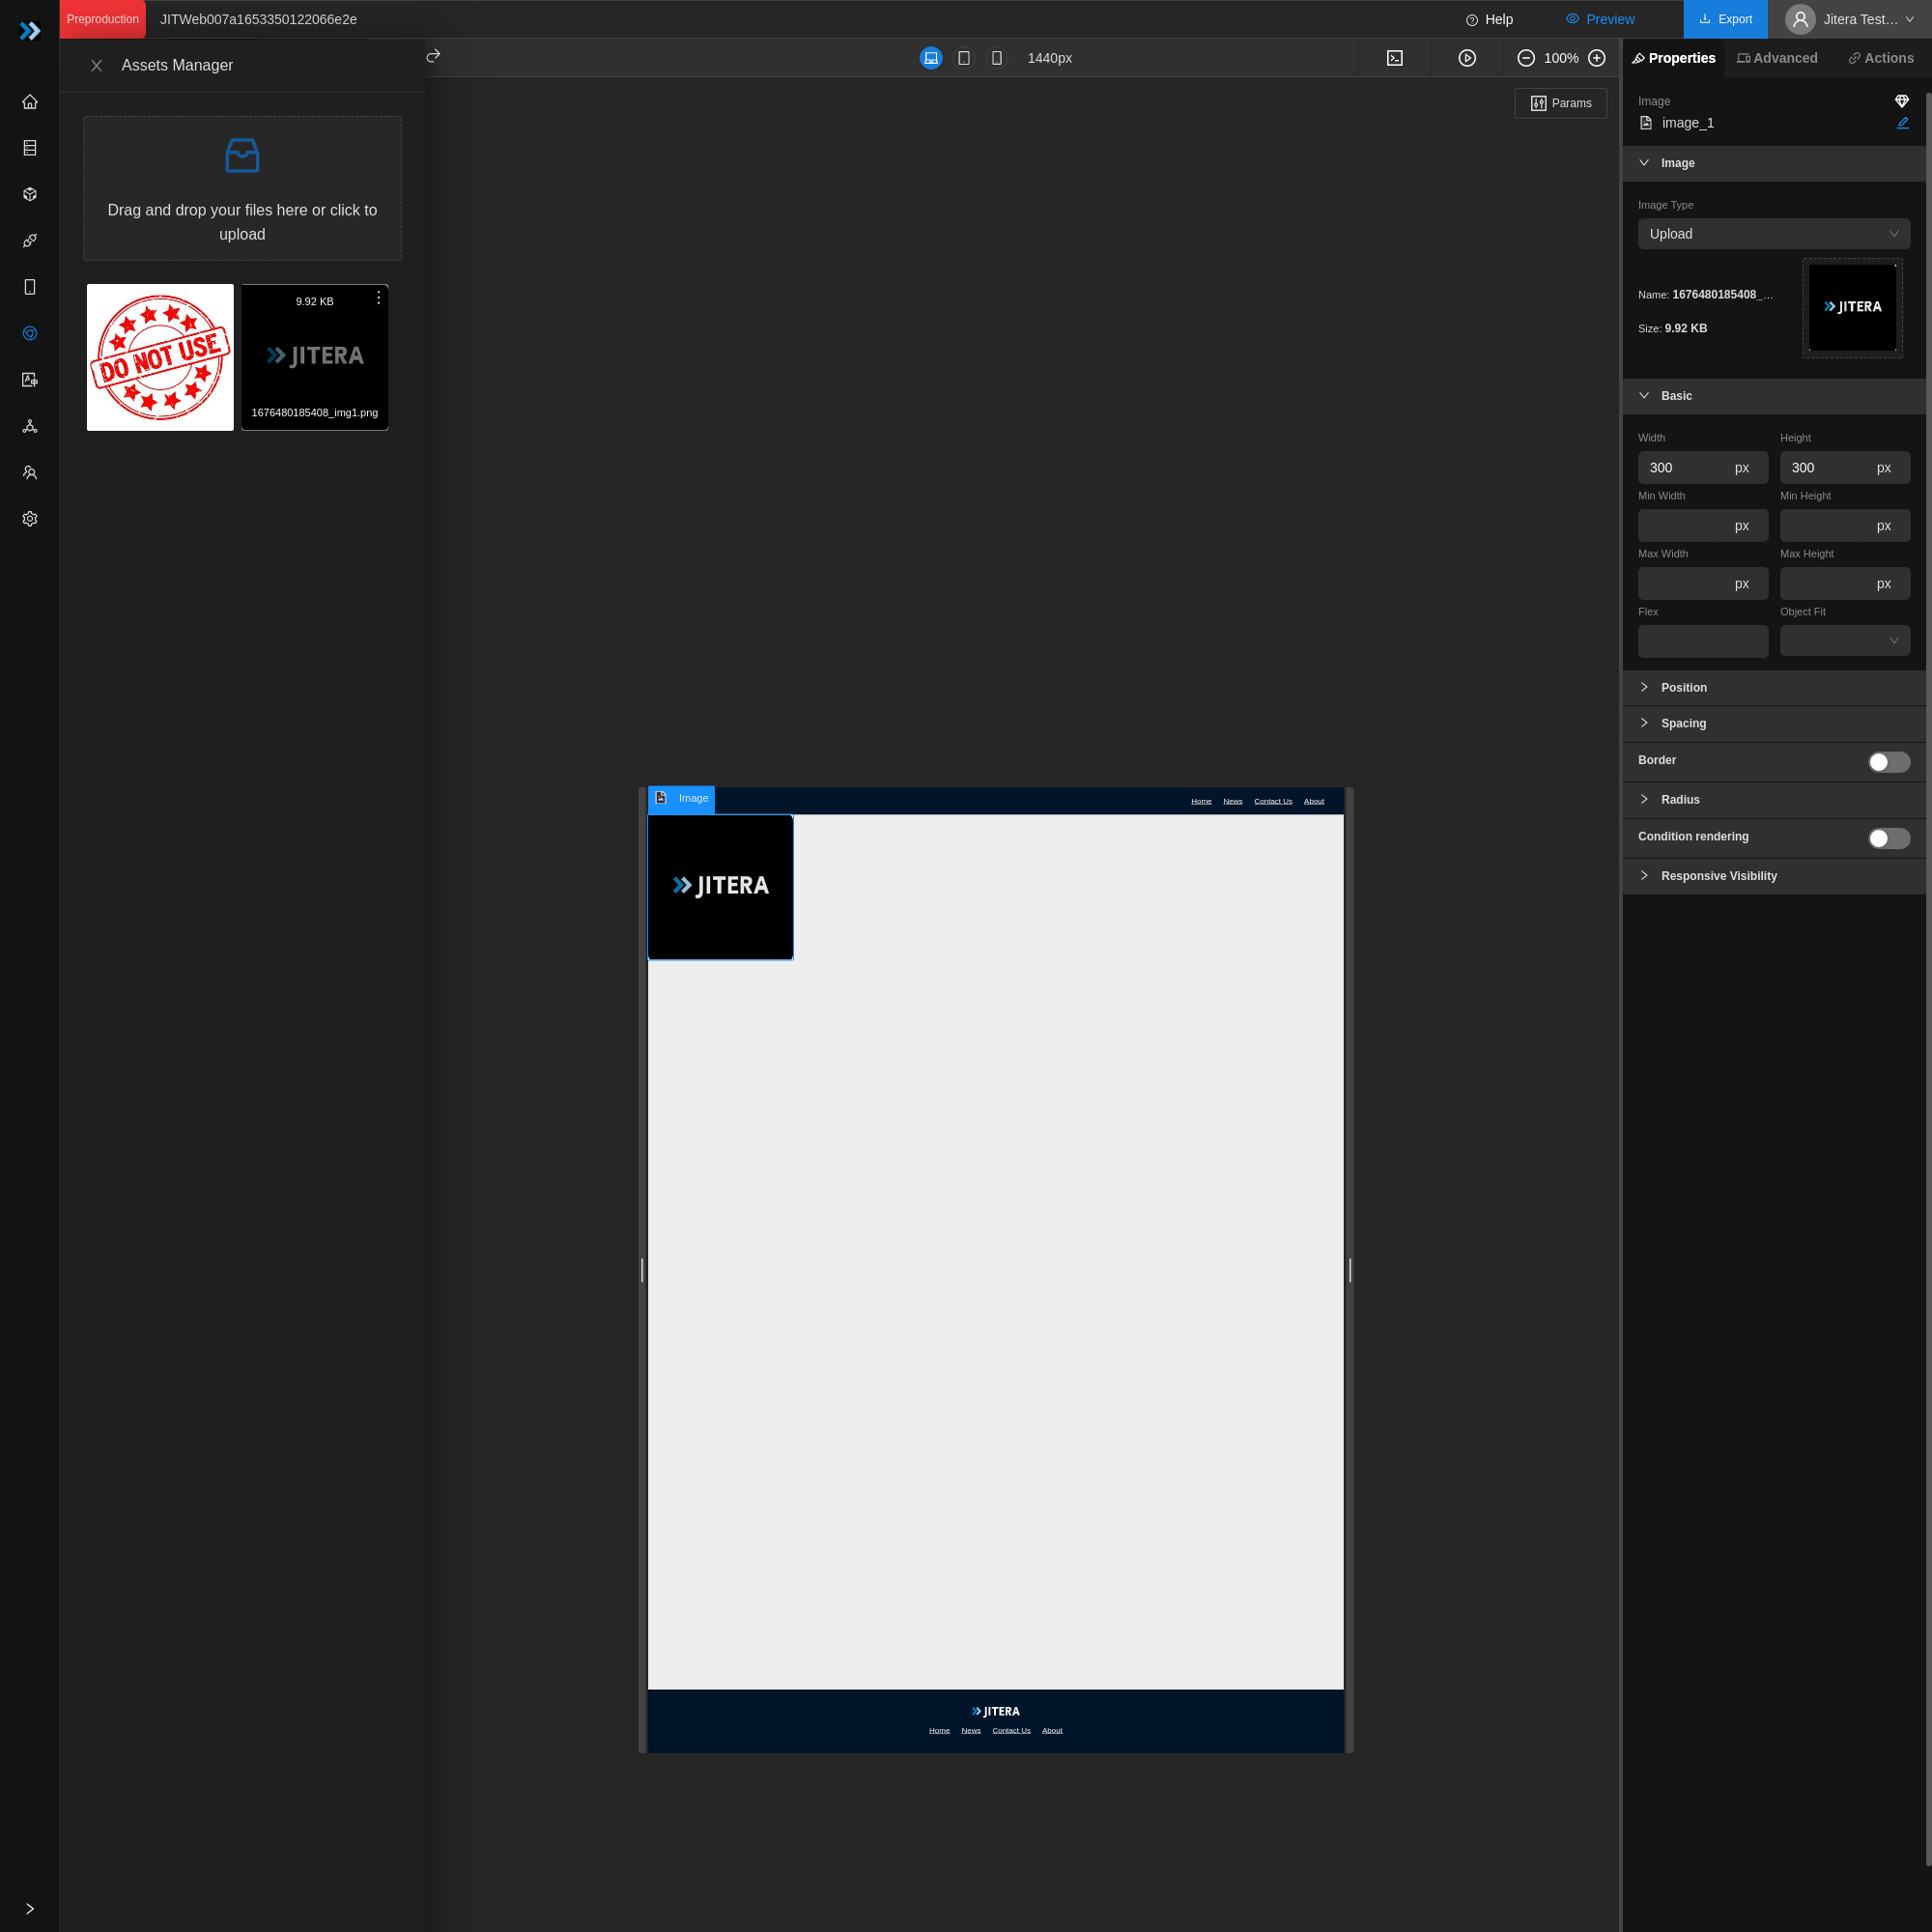 Preproduction
JITWeb007a1653350122066e2e
Help
Preview
Export
Jitera Test…
Assets Manager
1440px
100%
Properties
Advanced
Actions
Params
Image
image_1
Drag and drop your files here or click to
upload
Image
Image Type
Upload
DO NOT USE
9.92 KB
JITERA
1676480185408_img1.png
Name: 1676480185408_…
Size: 9.92 KB
JITERA
Basic
Width
Height
300 px
300 px
Min Width
Min Height
px
px
Max Width
Max Height
px
px
Flex
Object Fit
Position
Spacing
Border
Radius
Condition rendering
Responsive Visibility
Image
Home News Contact Us About
JITERA
JITERA
Home News Contact Us About